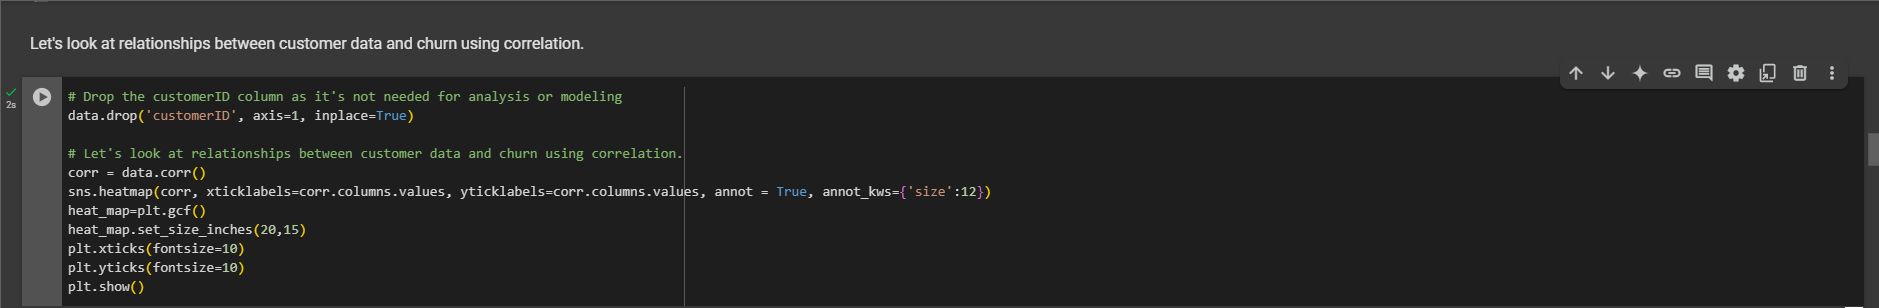 Let's look at relationships between customer data and churn using correlation.
2s
# Drop the customerID column as it's not needed for analysis or modeling
data.drop('customerID', axis=1, inplace=True)
# Let's look at relationships between customer data and churn using correlation.
corr = data.corr()
sns.heatmap(corr, xticklabels=corr.columns.values, yticklabels=corr.columns.values, annot = True, annot_kws={'size':12})
heat_map=plt.gcf()
heat_map.set_size_inches(20,15)
plt.xticks(fontsize=10)
plt.yticks(fontsize=10)
plt.show()